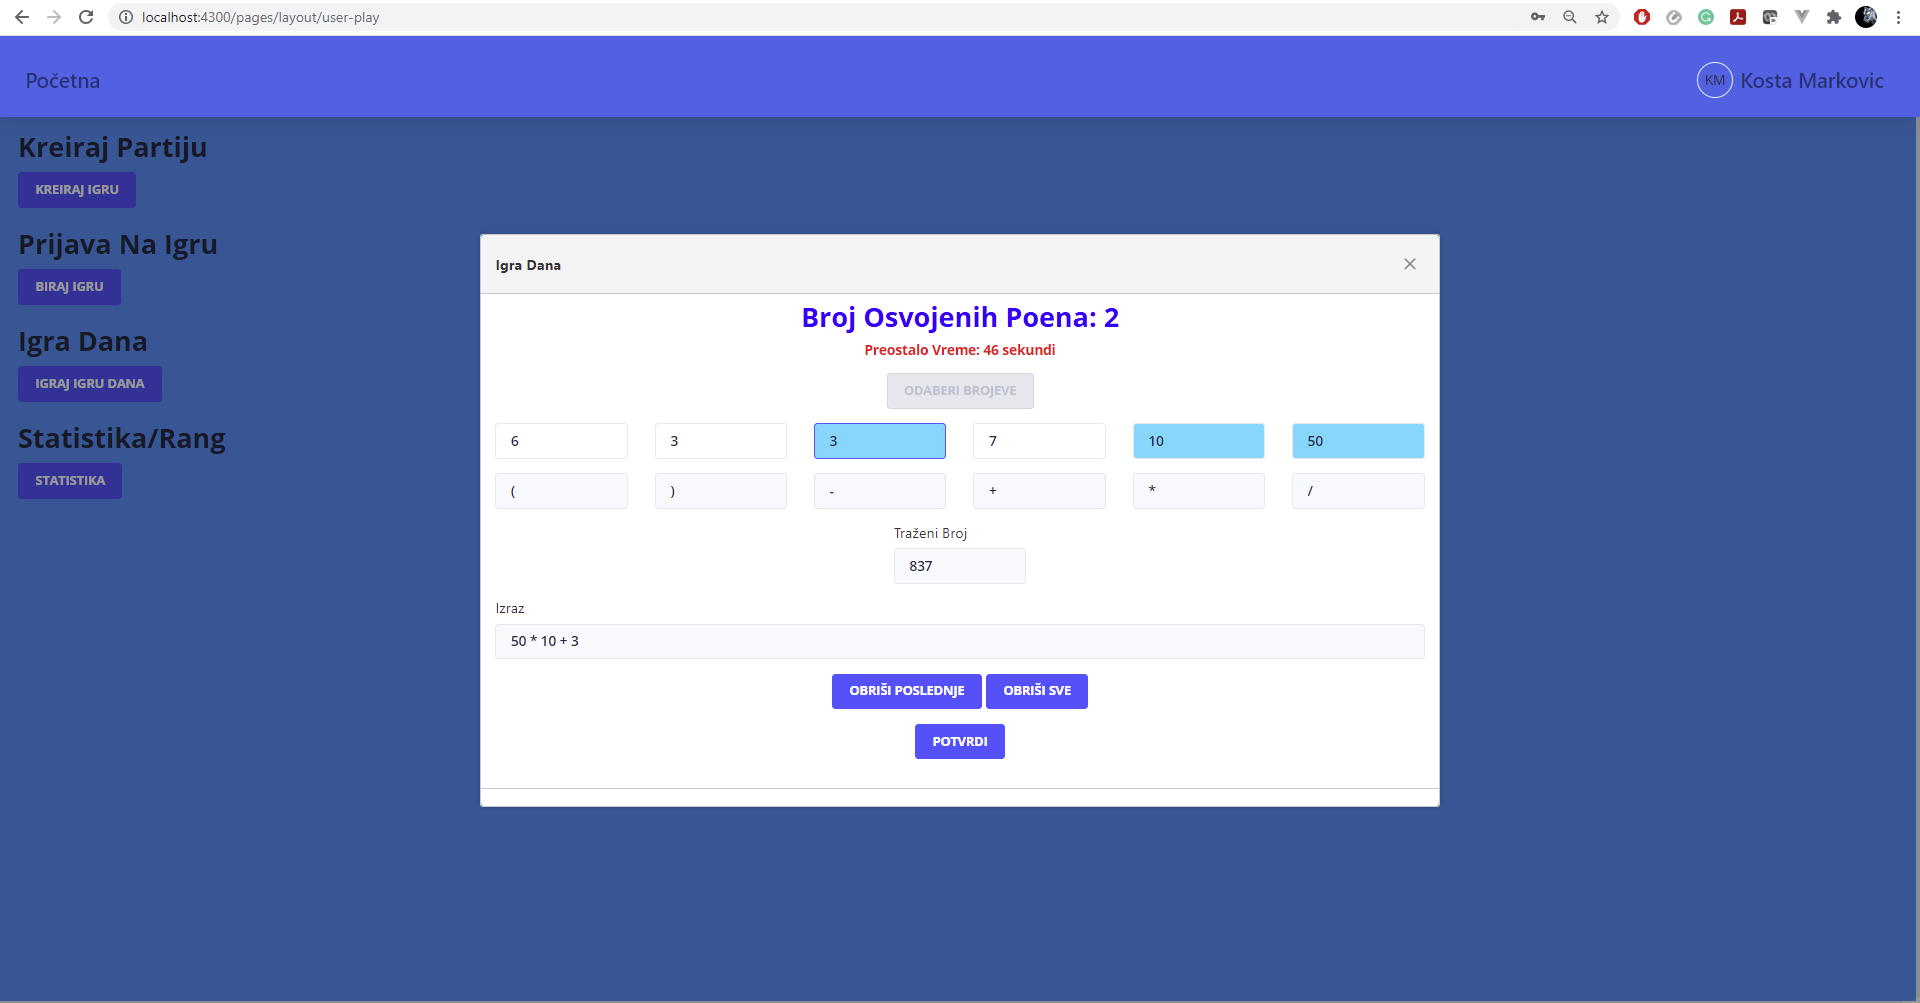 localhost:4300/pages/layout/user-play
Početna
KM Kosta Markovic
Kreiraj Partiju
KREIRAJ IGRU
Prijava Na Igru
BIRAJ IGRU
Igra Dana
IGRAJ IGRU DANA
Statistika/Rang
STATISTIKA
Igra Dana
Broj Osvojenih Poena: 2
Preostalo Vreme: 46 sekundi
ODABERI BROJEVE
6 3 3 7 10 50
( ) - + * /
Traženi Broj
837
Izraz
50 * 10 + 3
OBRIŠI POSLEDNJE OBRIŠI SVE
POTVRDI